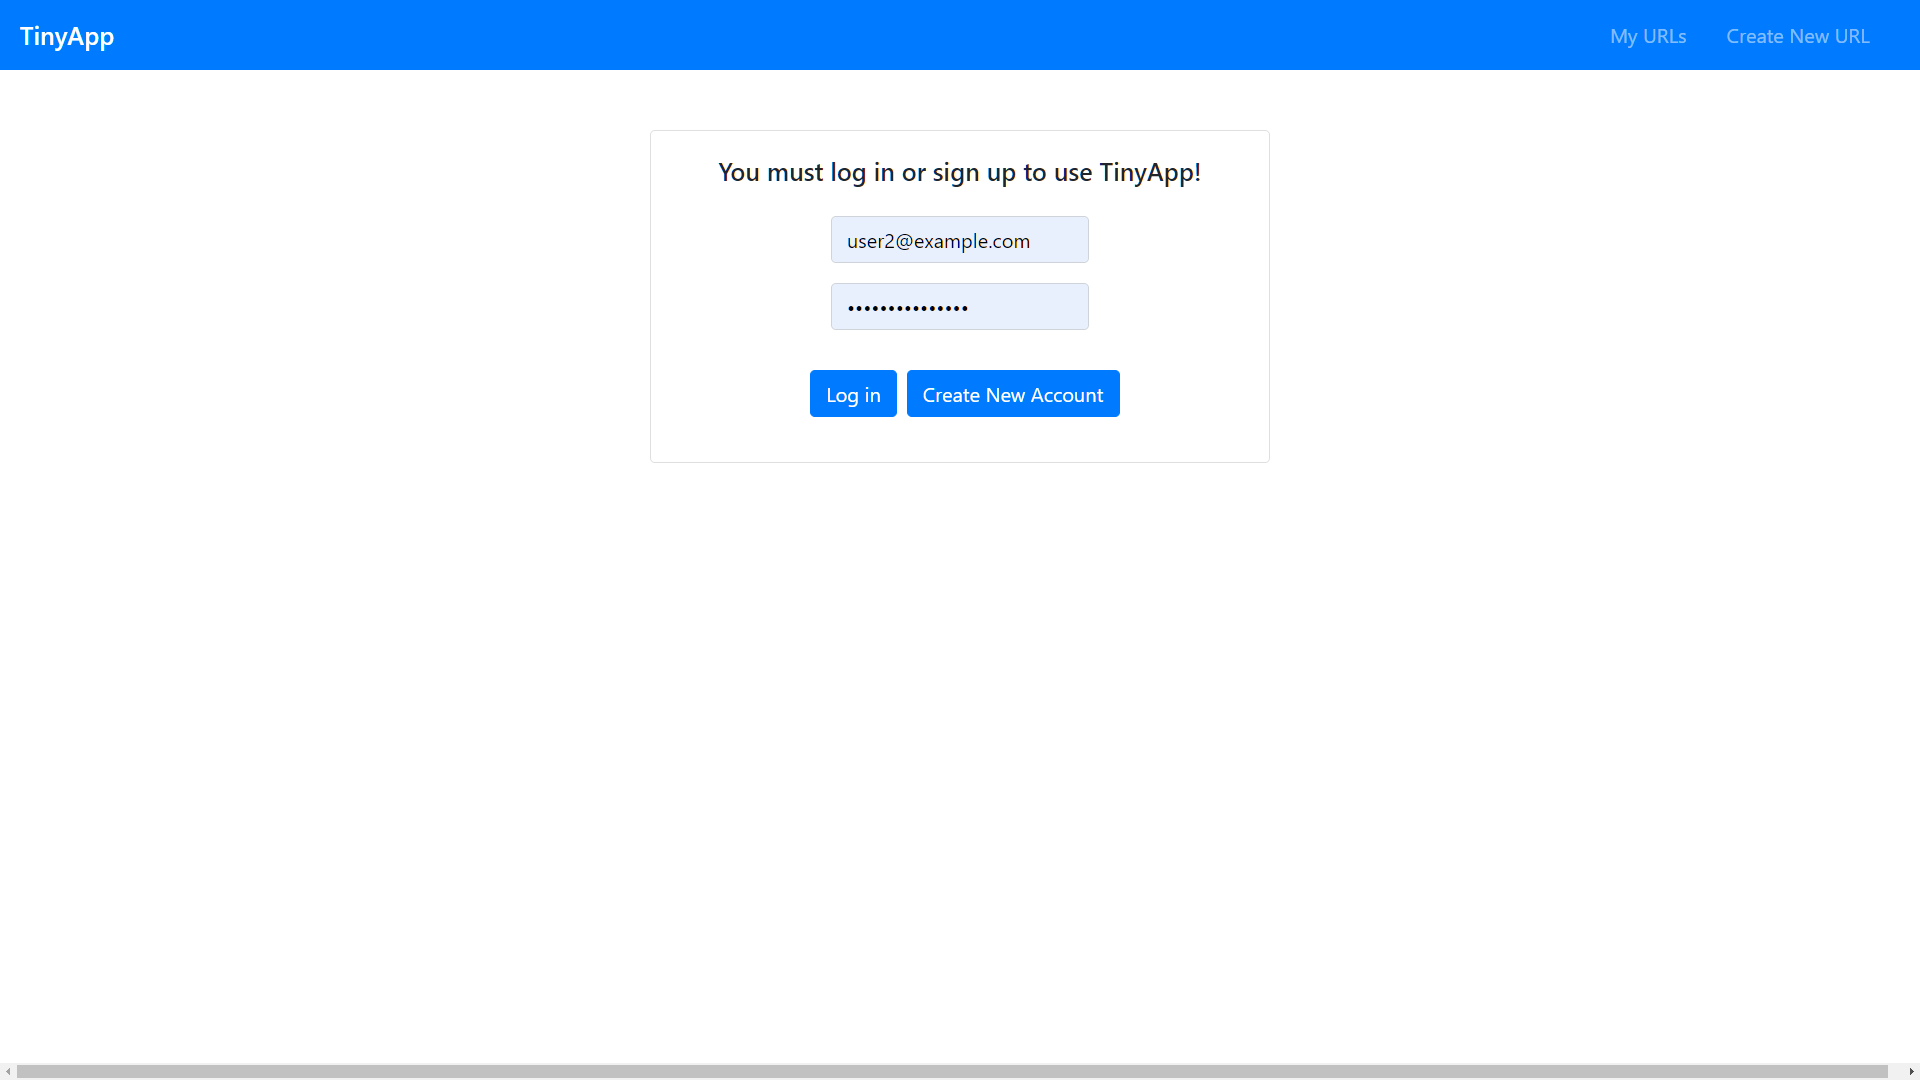 TinyApp
My URLs
Create New URL
You must log in or sign up to use TinyApp!
user2@example.com
•••••••••••••••
Log in
Create New Account